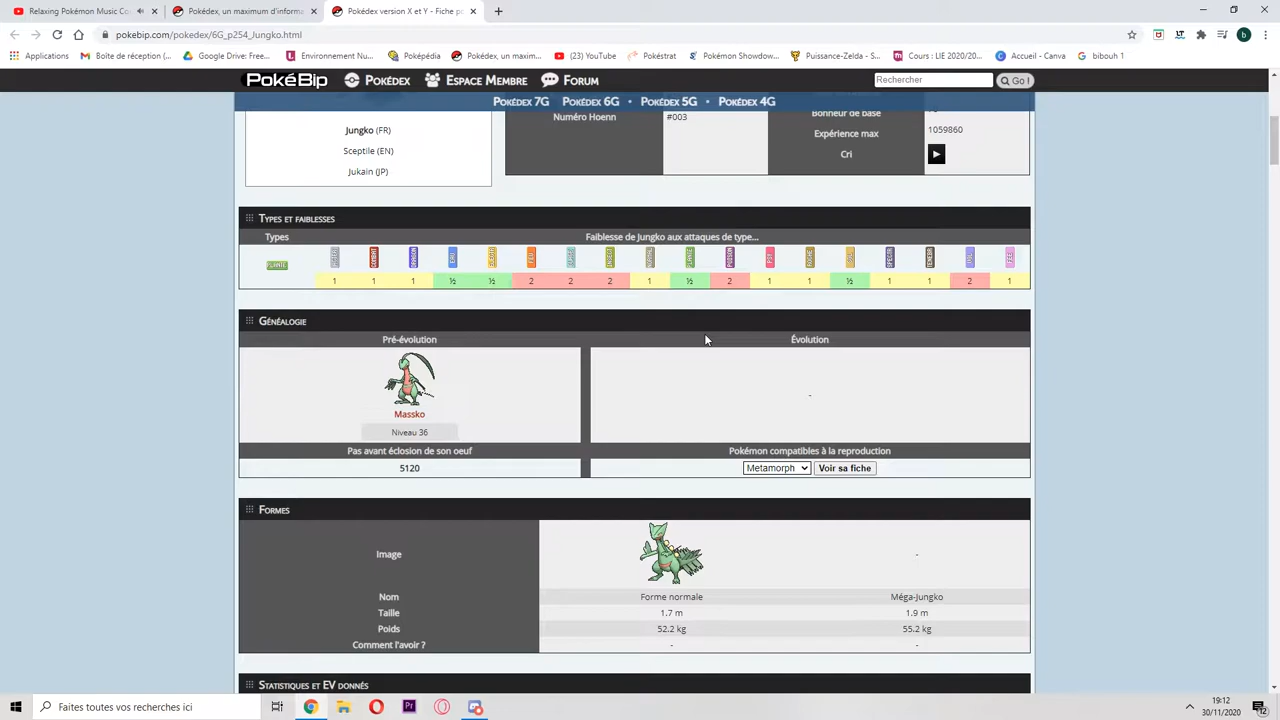 Relaxing Pokémon Music Co
Pokédex, un maximum d'informa
Pokédex version X et Y - Fiche po
pokebip.com/pokedex/6G_p254_Jungko.html
Applications
Boîte de réception (...
Google Drive: Free...
Environnement Nu...
Poképédia
Pokédex, un maxim...
(23) YouTube
Pokéstrat
Pokémon Showdow...
Puissance-Zelda - S...
Cours : LIE 2020/20...
Accueil - Canva
bibouh 1
PokéBip
Pokédex
Espace Membre
Forum
Rechercher
Go !
Pokédex 7G
Pokédex 6G
•
Pokédex 5G
•
Pokédex 4G
Jungko (FR)
Sceptile (EN)
Jukain (JP)
Numéro Hoenn
#003
Bonheur de base
Expérience max
1059860
Cri
Types et faiblesses
Types
Faiblesse de Jungko aux attaques de type...
PLANTE
1 1 1 ½ ½ 2 2 2 1 ½ 2 1 1 ½ 1 1 2 1
Généalogie
Pré-évolution
Évolution
Massko
Niveau 36
-
Pas avant éclosion de son oeuf
Pokémon compatibles à la reproduction
5120
Metamorph
Voir sa fiche
Formes
Image
-
Nom
Forme normale
Méga-Jungko
Taille
1.7 m
1.9 m
Poids
52.2 kg
55.2 kg
Comment l'avoir ?
-
-
Statistiques et EV donnés
Faites toutes vos recherches ici
19:12
30/11/2020